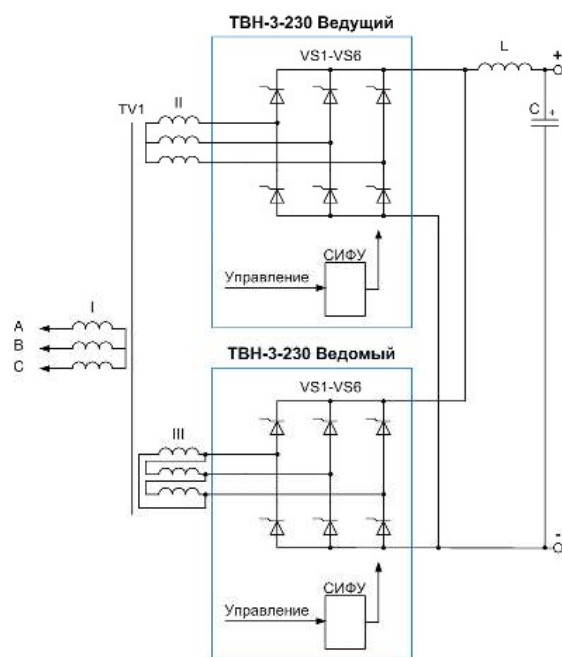 ТВН-3-230 Ведущий
VS1-VS6
L
+
TV1
II
C
+
СИФУ
Управление
I
A
B
C
ТВН-3-230 Ведомый
VS1-VS6
III
-
СИФУ
Управление